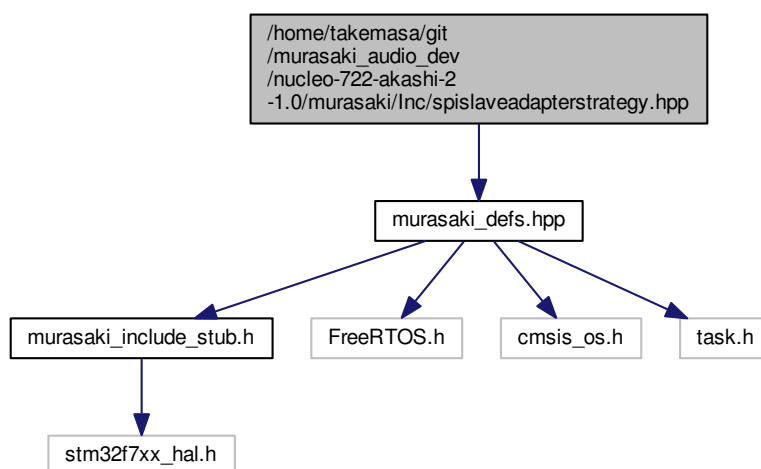 /home/takemasa/git
/murasaki_audio_dev
/nucleo-722-akashi-2
-1.0/murasaki/Inc/spislaveadapterstrategy.hpp
murasaki_defs.hpp
murasaki_include_stub.h
FreeRTOS.h
cmsis_os.h
task.h
stm32f7xx_hal.h